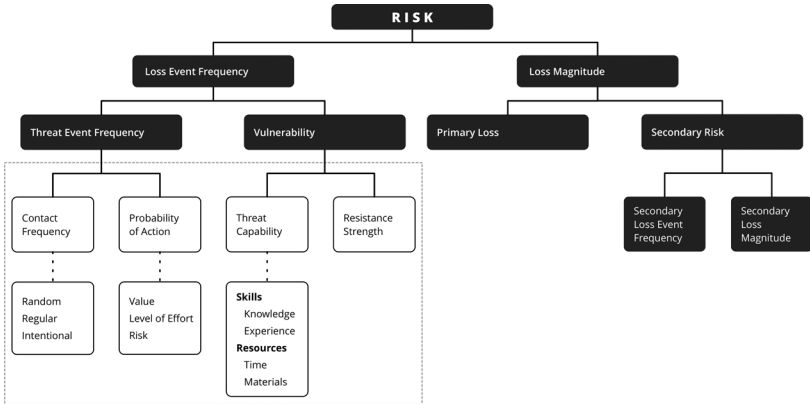 RISK
Loss Event Frequency
Loss Magnitude
Threat Event Frequency
Vulnerability
Primary Loss
Secondary Risk
Contact
Frequency
Probability
of Action
Threat
Capability
Resistance
Strength
Secondary
Loss Event
Frequency
Secondary
Loss
Magnitude
Random
Regular
Intentional
Value
Level of Effort
Risk
Skills
Knowledge
Experience
Resources
Time
Materials